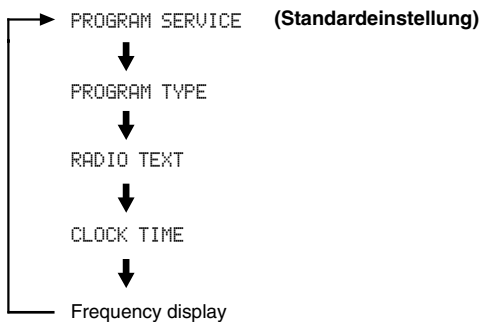 PROGRAM SERVICE (Standardeinstellung)
PROGRAM TYPE
RADIO TEXT
CLOCK TIME
Frequency display